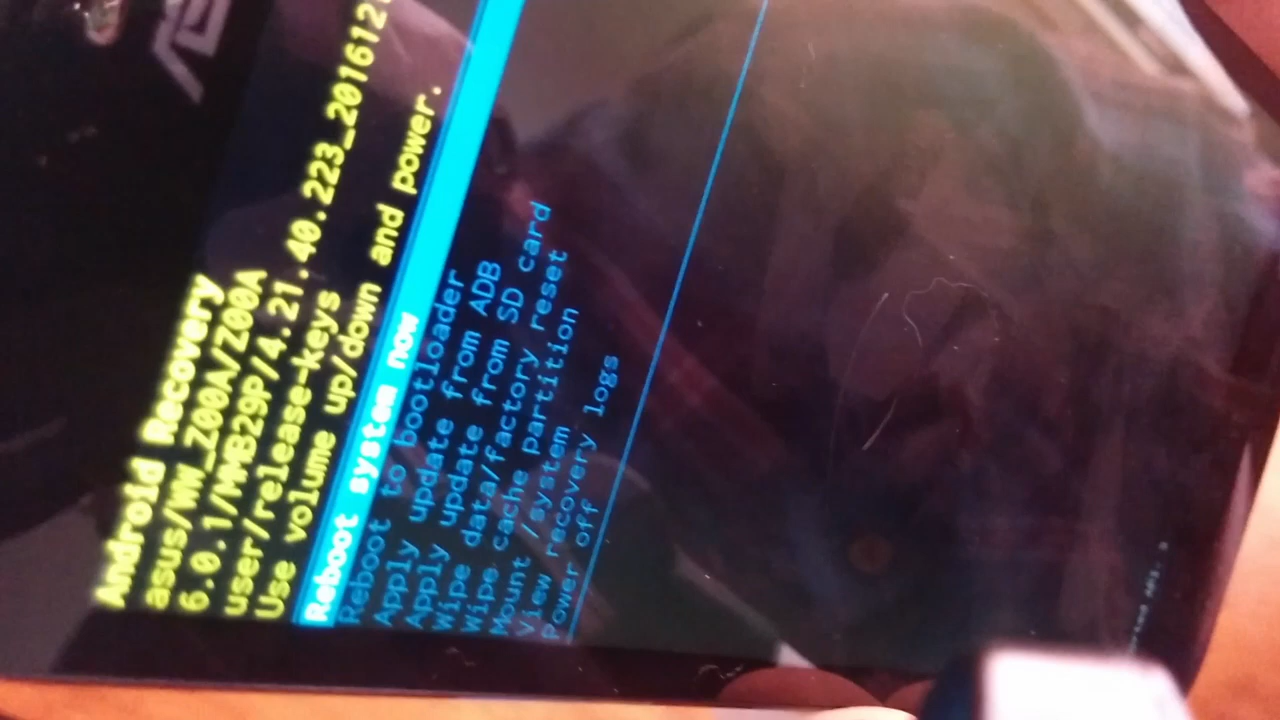 ASUS
Android Recovery
asus/WW_Z00A/Z00A
6.0.1/MMB29P/4.21.40.223_2016121
user/release-keys
Use volume up/down and power.
Reboot system now
Reboot to bootloader
Apply update from ADB
Apply update from SD card
Wipe data/factory reset
Wipe cache partition
Mount /system
View recovery logs
Power off